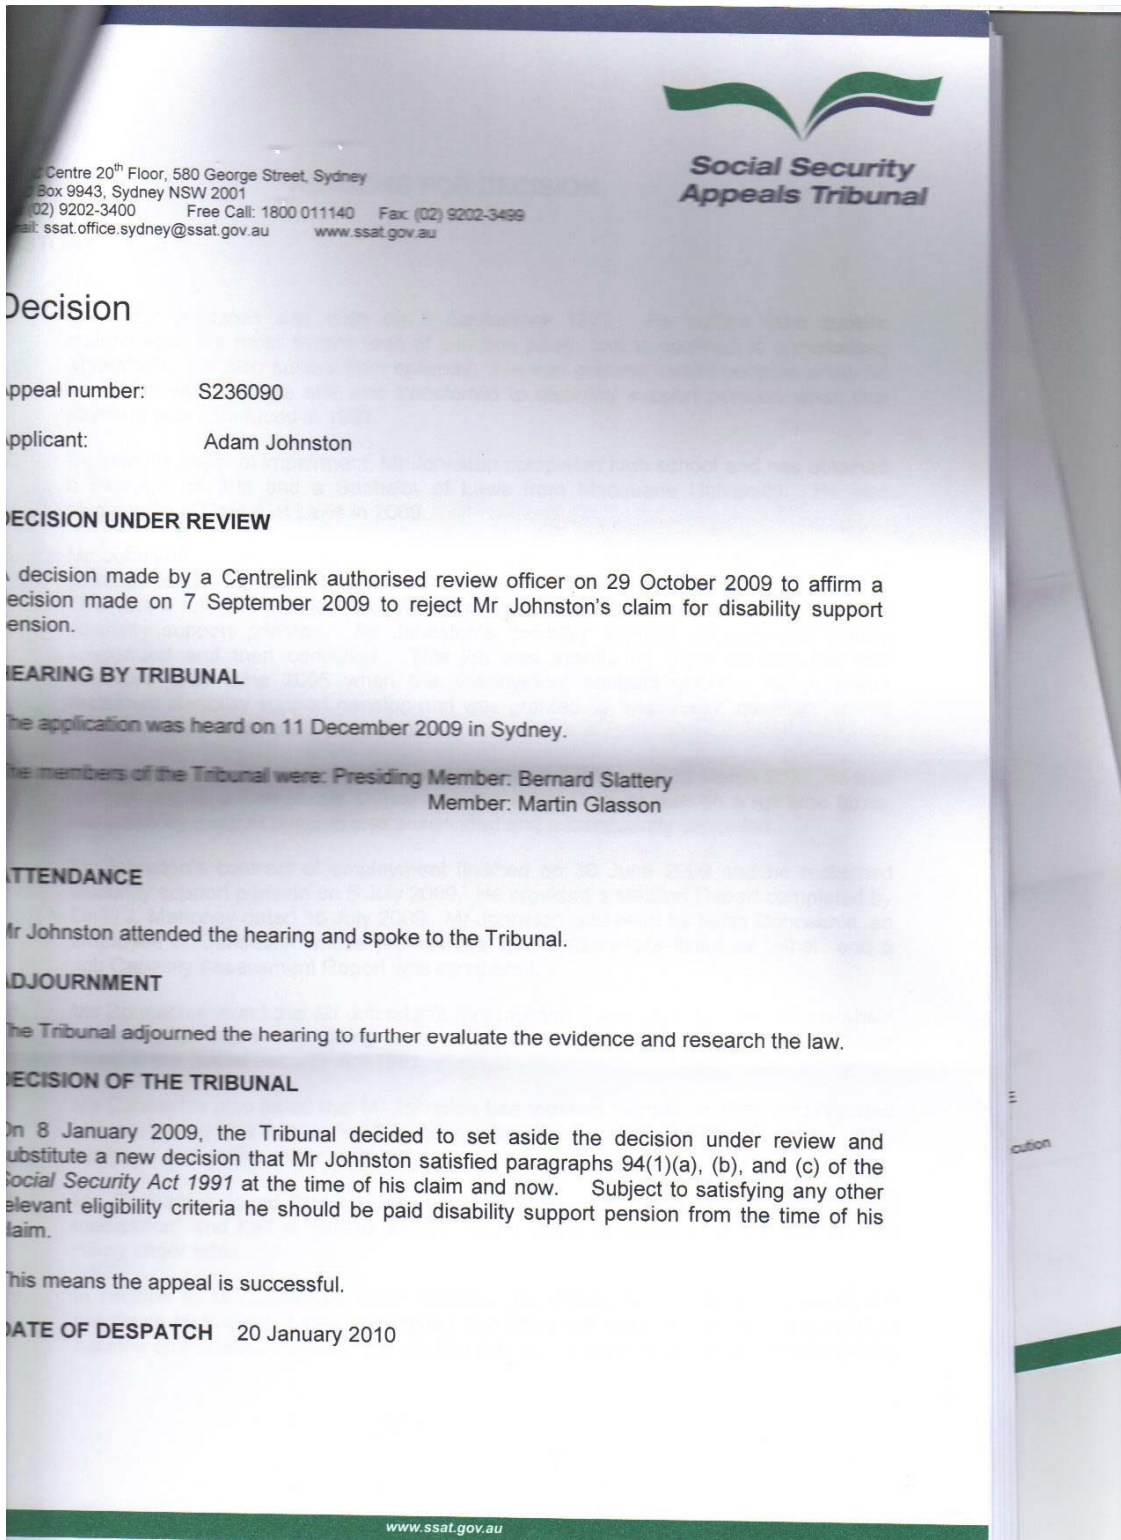 Social Security
Appeals Tribunal
Centre 20th Floor, 580 George Street, Sydney
Box 9943, Sydney NSW 2001
(02) 9202-3400 Free Call: 1800 011140 Fax: (02) 9202-3499
ail: ssat.office.sydney@ssat.gov.au www.ssat.gov.au
Decision
ppeal number: S236090
pplicant: Adam Johnston
ECISION UNDER REVIEW
decision made by a Centrelink authorised review officer on 29 October 2009 to affirm a
ecision made on 7 September 2009 to reject Mr Johnston's claim for disability support
ension.
HEARING BY TRIBUNAL
he application was heard on 11 December 2009 in Sydney.
he members of the Tribunal were: Presiding Member: Bernard Slattery
Member: Martin Glasson
ATTENDANCE
Mr Johnston attended the hearing and spoke to the Tribunal.
ADJOURNMENT
The Tribunal adjourned the hearing to further evaluate the evidence and research the law.
DECISION OF THE TRIBUNAL
On 8 January 2009, the Tribunal decided to set aside the decision under review and
ubstitute a new decision that Mr Johnston satisfied paragraphs 94(1)(a), (b), and (c) of the
Social Security Act 1991 at the time of his claim and now. Subject to satisfying any other
elevant eligibility criteria he should be paid disability support pension from the time of his
laim.
This means the appeal is successful.
DATE OF DESPATCH 20 January 2010
E
cution
www.ssat.gov.au